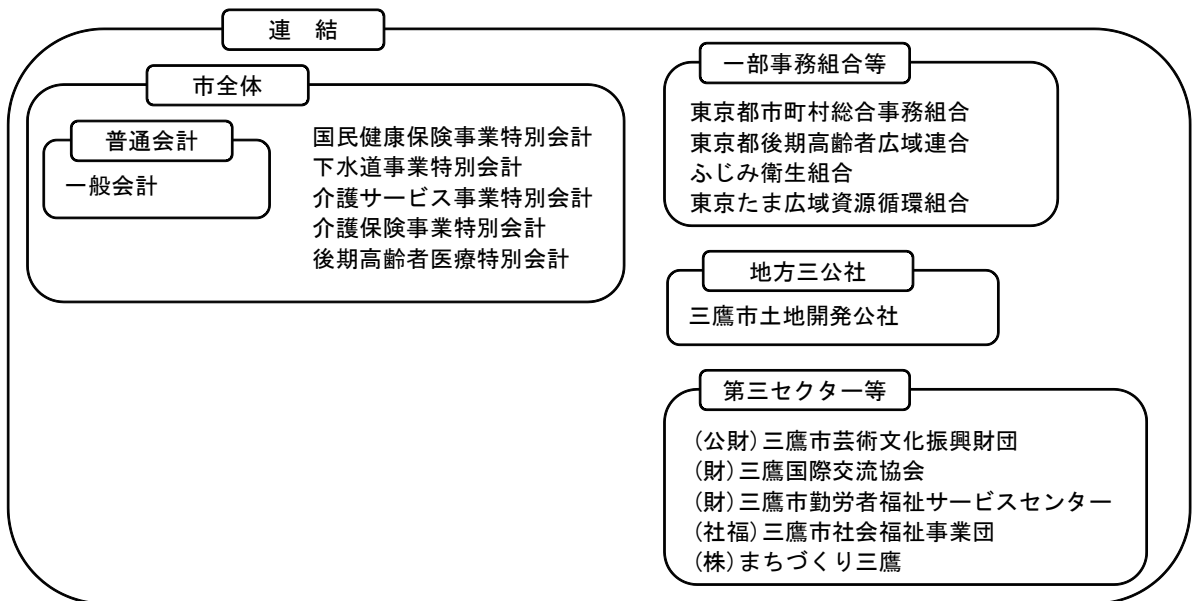 連　結
市全体
普通会計
一般会計
国民健康保険事業特別会計
下水道事業特別会計
介護サービス事業特別会計
介護保険事業特別会計
後期高齢者医療特別会計
一部事務組合等
東京都市町村総合事務組合
東京都後期高齢者広域連合
ふじみ衛生組合
東京たま広域資源循環組合
地方三公社
三鷹市土地開発公社
第三セクター等
(公財)三鷹市芸術文化振興財団
(財)三鷹国際交流協会
(財)三鷹市勤労者福祉サービスセンター
(社福)三鷹市社会福祉事業団
(株)まちづくり三鷹